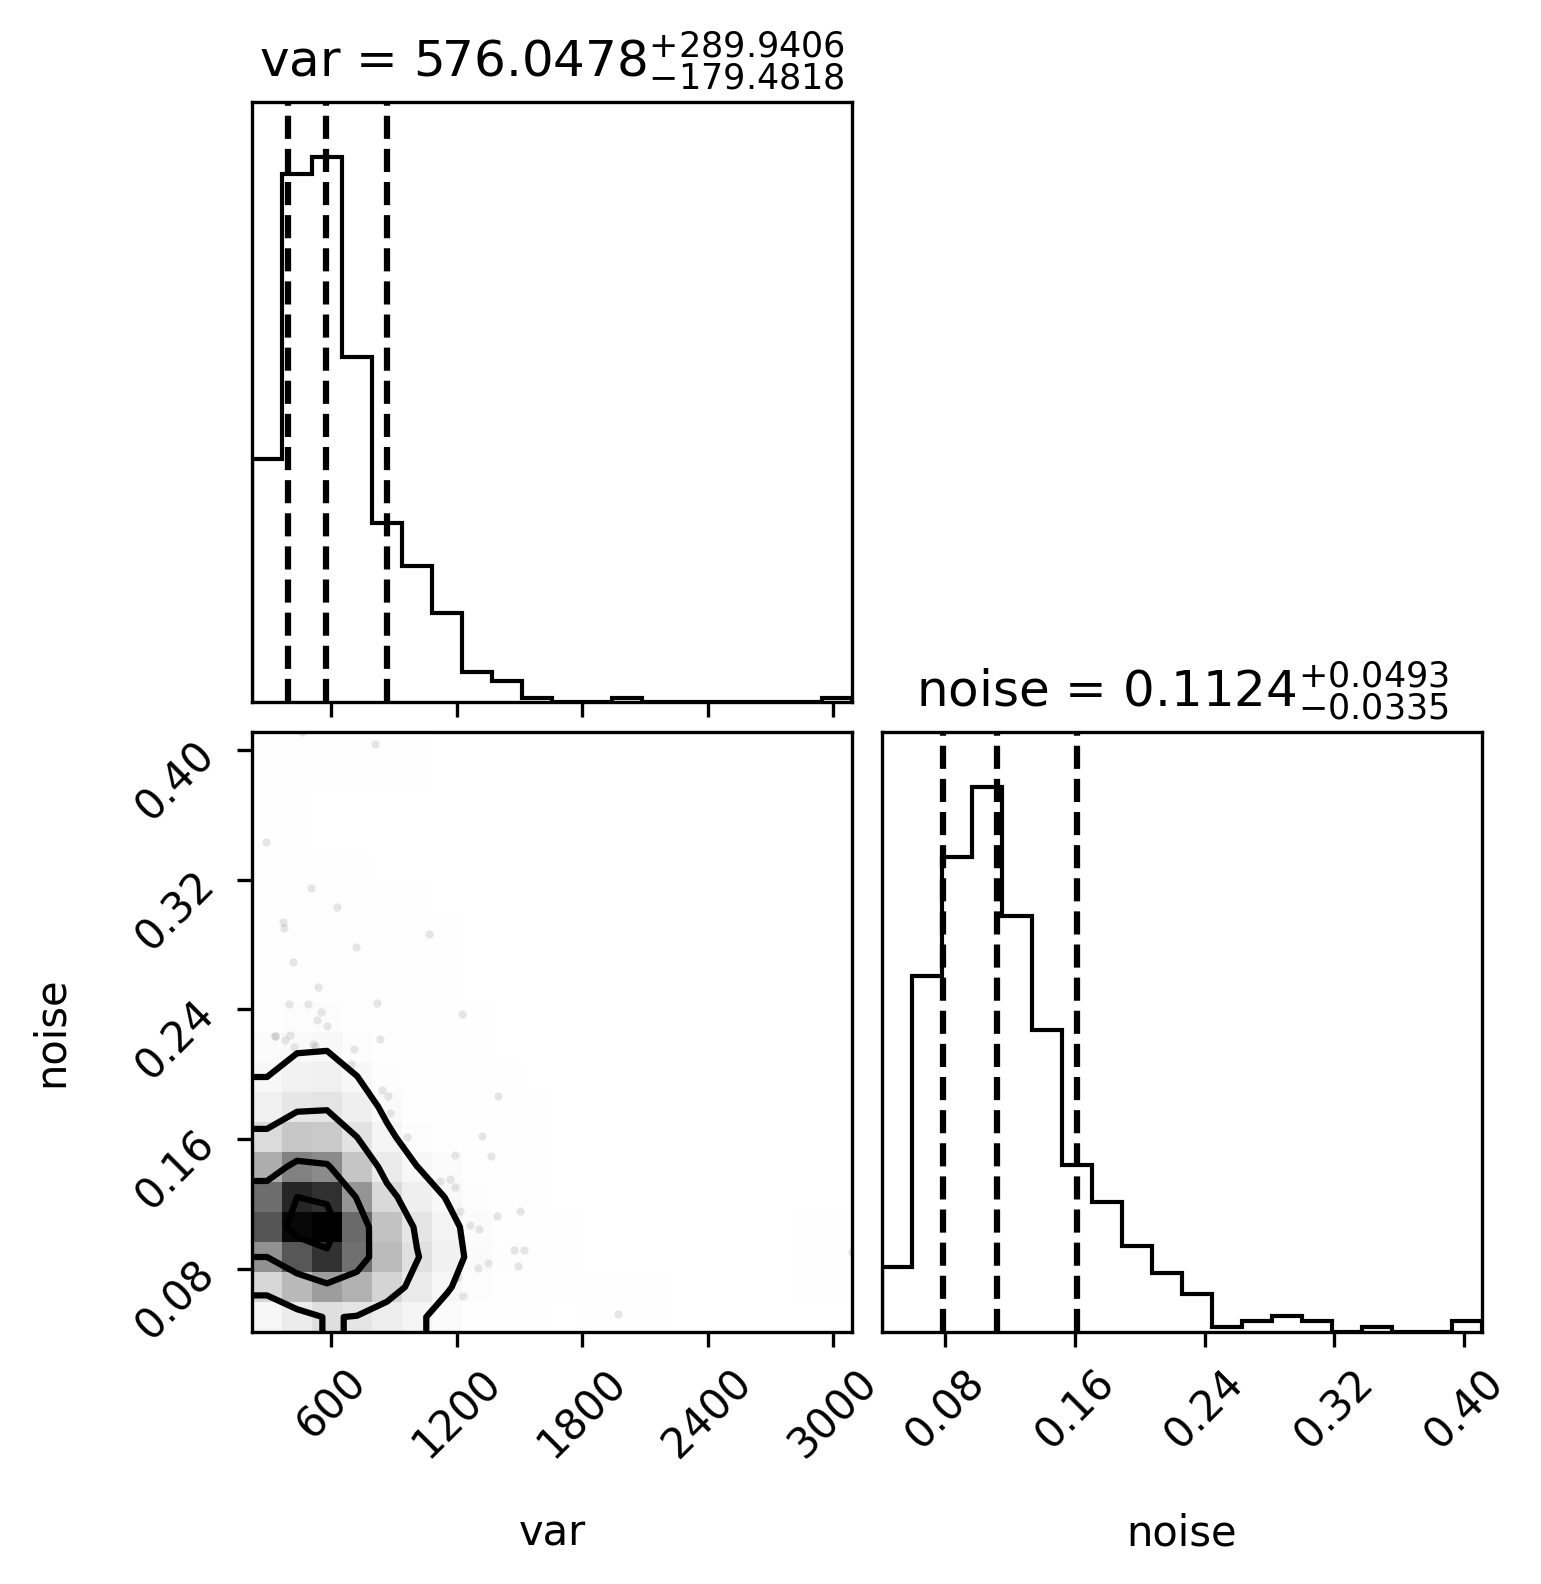 var = 576.0478+289.9406−179.4818
noise = 0.1124+0.0493−0.0335
0.40
0.32
0.24
0.16
0.08
noise
600 1200 1800 2400 3000
0.08 0.16 0.24 0.32 0.40
var
noise